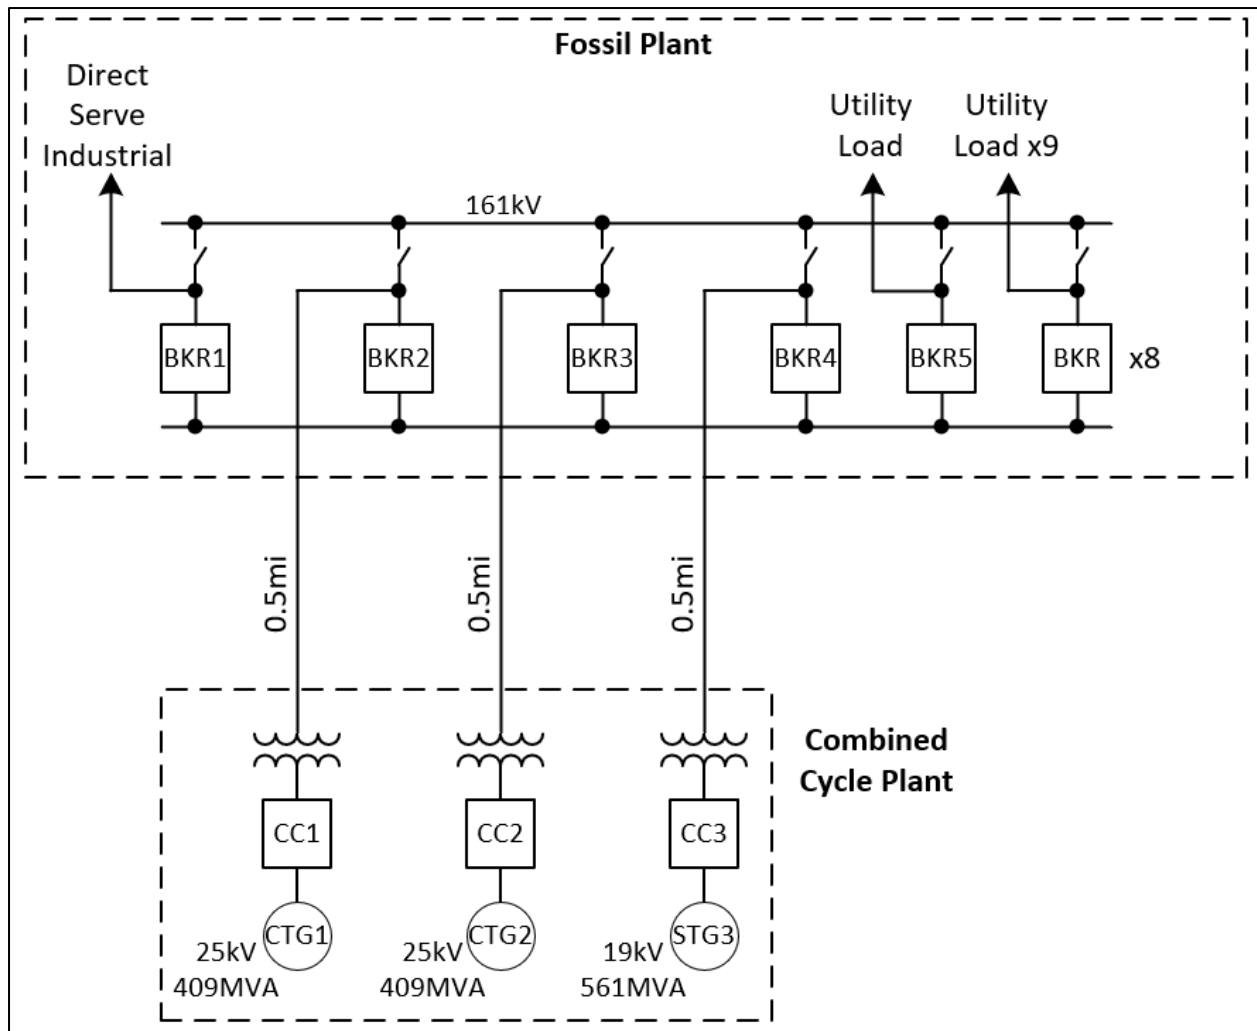 Fossil Plant
Direct
Serve
Industrial
Utility
Load
Utility
Load x9
161kV
BKR1
BKR2
BKR3
BKR4
BKR5
BKR
x8
0.5mi
0.5mi
0.5mi
Combined
Cycle Plant
CC1
CC2
CC3
CTG1
25kV
409MVA
CTG2
25kV
409MVA
STG3
19kV
561MVA